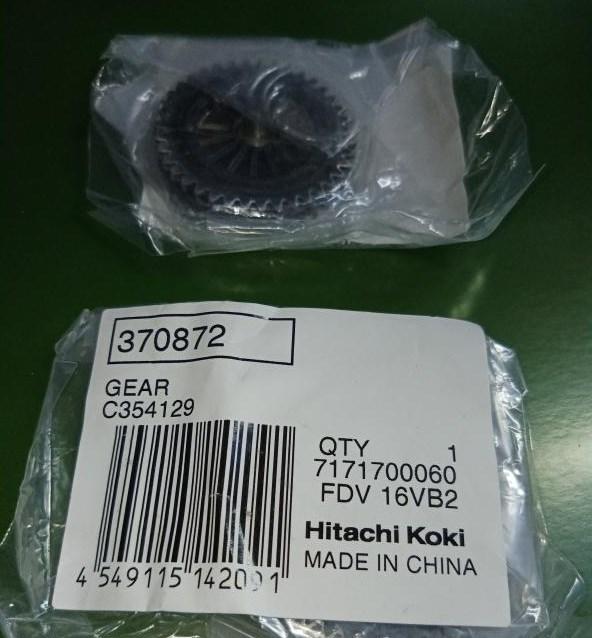 370872
GEAR
C354129
QTY 1
7171700060
FDV 16VB2
Hitachi Koki
MADE IN CHINA
4 549115 142091